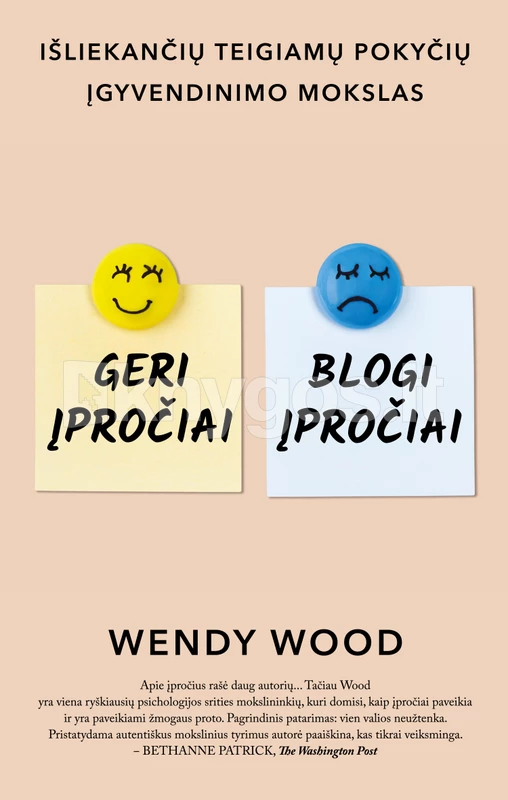 IŠLIEKANČIŲ TEIGIAMŲ POKYČIŲ
ĮGYVENDINIMO MOKSLAS
GERI
ĮPROČIAI
BLOGI
ĮPROČIAI
knygos.lt
WENDY WOOD
Apie įpročius rašė daug autorių... Tačiau Wood
yra viena ryškiausių psichologijos srities mokslininkių, kuri domisi, kaip įpročiai paveikia
ir yra paveikiami žmogaus proto. Pagrindinis patarimas: vien valios neužtenka.
Pristatydama autentiškus mokslinius tyrimus autorė paaiškina, kas tikrai veiksminga.
– BETHANNE PATRICK, The Washington Post